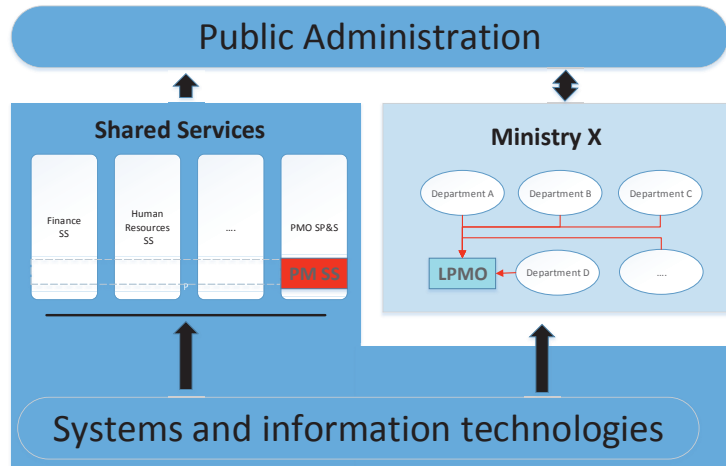 Public Administration
Shared Services
Finance
SS
Human
Resources
SS
....
PMO SP&S
PM SS
P
Ministry X
Department A
Department B
Department C
LPMO
Department D
....
Systems and information technologies